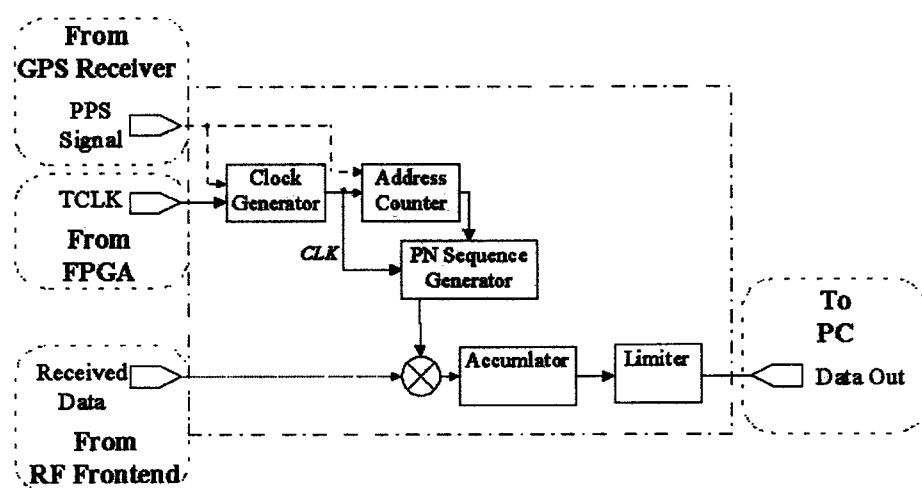 From
GPS Receiver
PPS
Signal
TCLK
From
FPGA
Clock
Generator
Address
Counter
CLK
PN Sequence
Generator
Received
Data
From
RF Frontend
Accumlator
Limiter
To
PC
Data Out